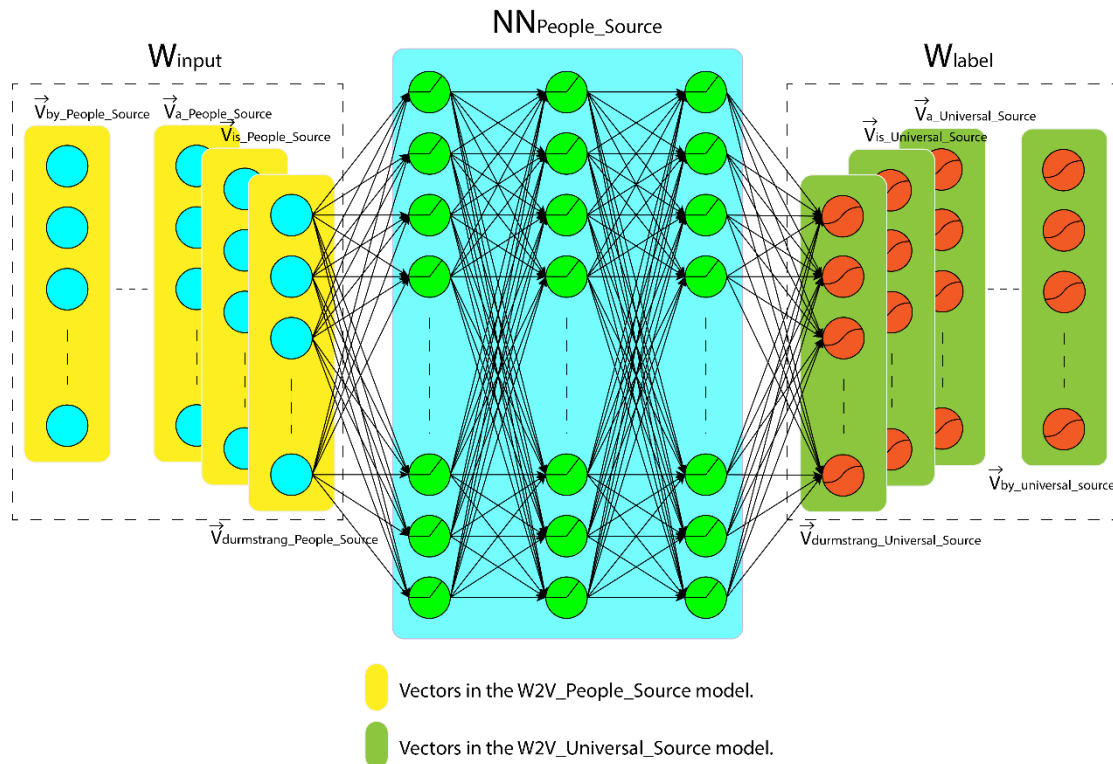 NNPeople_Source
Winput
Wlabel
Vby_People_Source
Va_People_Source
Vis_People_Source
Va_Universal_Source
Vis_Universal_Source
Vby_universal_source
Vdurmstrang_People_Source
Vdurmstrang_Universal_Source
Vectors in the W2V_People_Source model.
Vectors in the W2V_Universal_Source model.